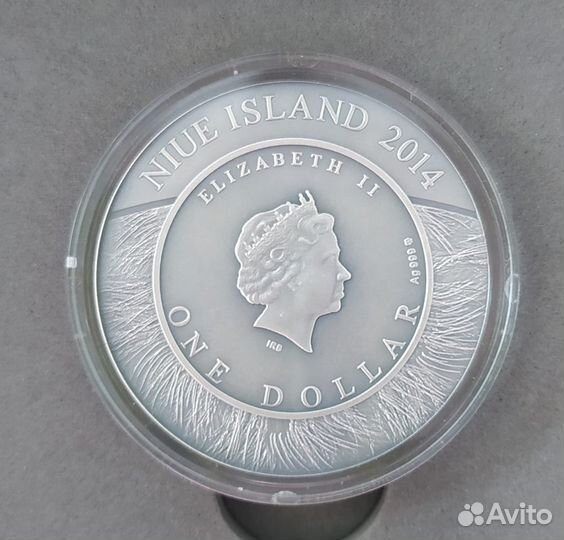 NIUE ISLAND 2014
ELIZABETH II
Ag 999
IRB
ONE DOLLAR
Avito